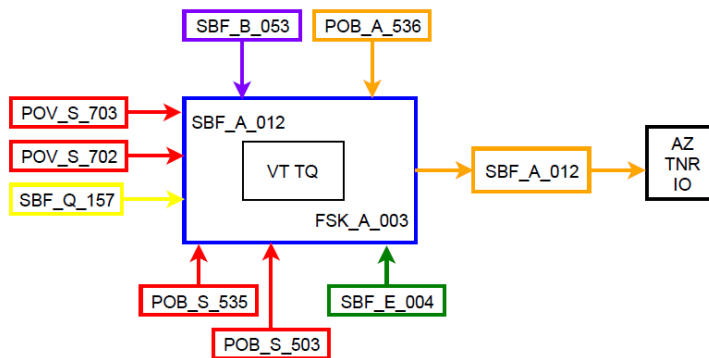 SBF_B_053
POB_A_536
POV_S_703
SBF_A_012
POV_S_702
VT TQ
SBF_A_012
AZ
TNR
IO
SBF_Q_157
FSK_A_003
POB_S_535
SBF_E_004
POB_S_503